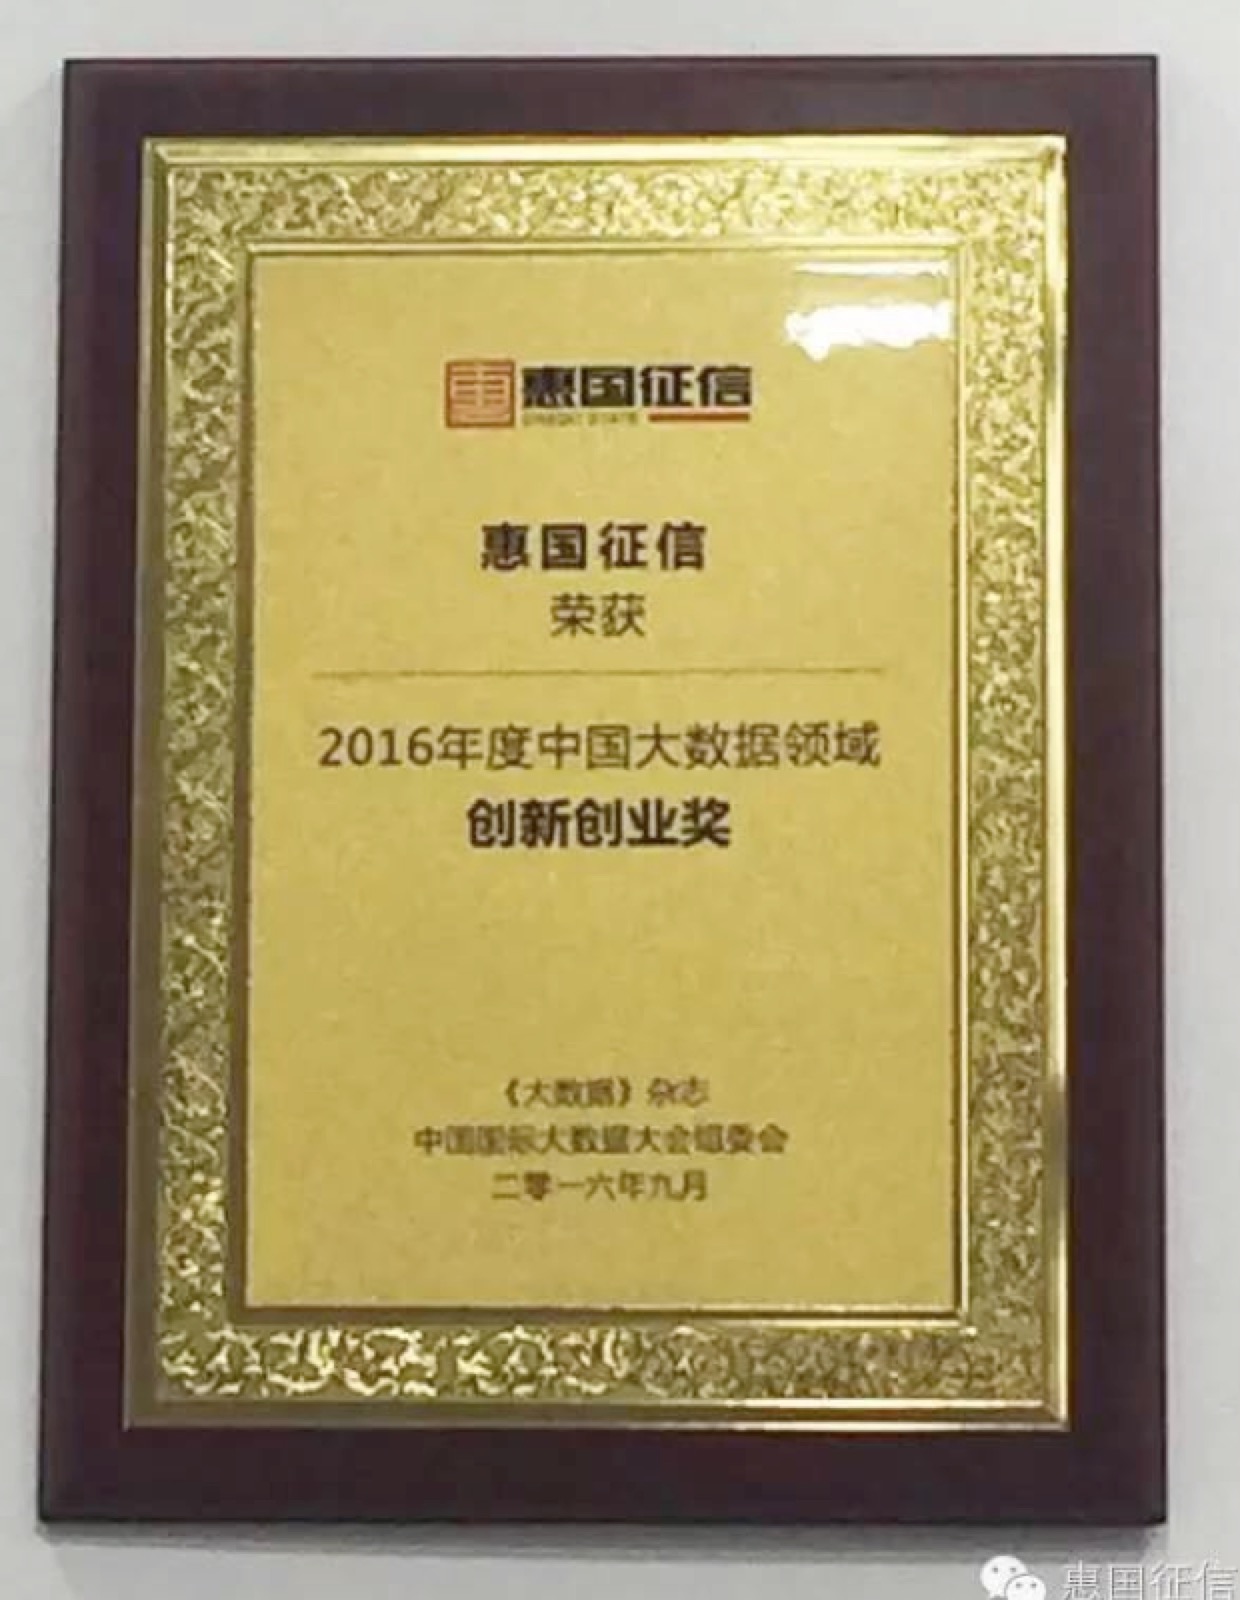 惠国征信
惠国征信
荣获
2016年度中国大数据领域
创新创业奖
《大数据》杂志
中国国际大数据大会组委会
二零一六年九月
惠国征信